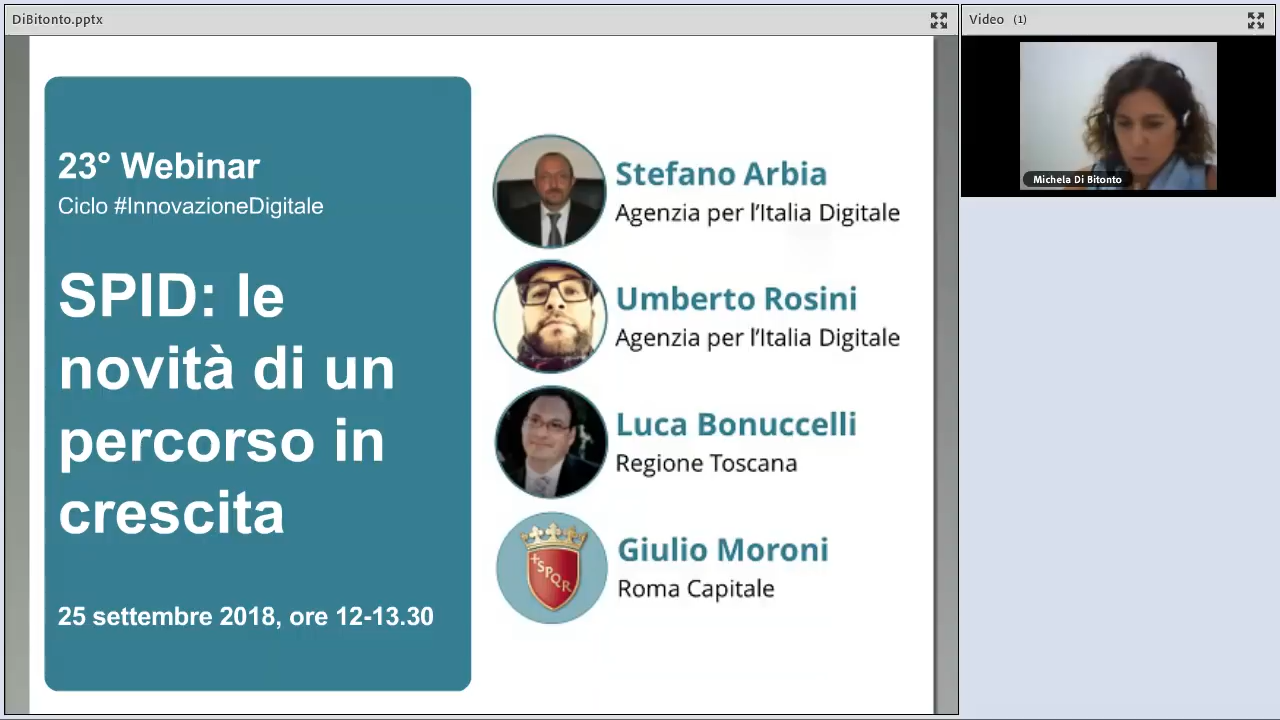 DiBitonto.pptx
Video (1)
Michela Di Bitonto
23° Webinar
Ciclo #InnovazioneDigitale
SPID: le
novità di un
percorso in
crescita
25 settembre 2018, ore 12-13.30
Stefano Arbia
Agenzia per l'Italia Digitale
Umberto Rosini
Agenzia per l'Italia Digitale
Luca Bonuccelli
Regione Toscana
SPQR
Giulio Moroni
Roma Capitale